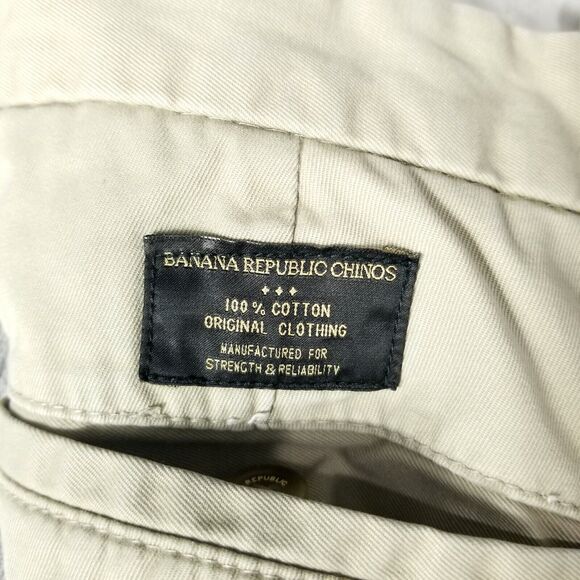 BANANA REPUBLIC CHINOS
100% COTTON
ORIGINAL CLOTHING
MANUFACTURED FOR
STRENGTH & RELIABILITY
REPUBLIC